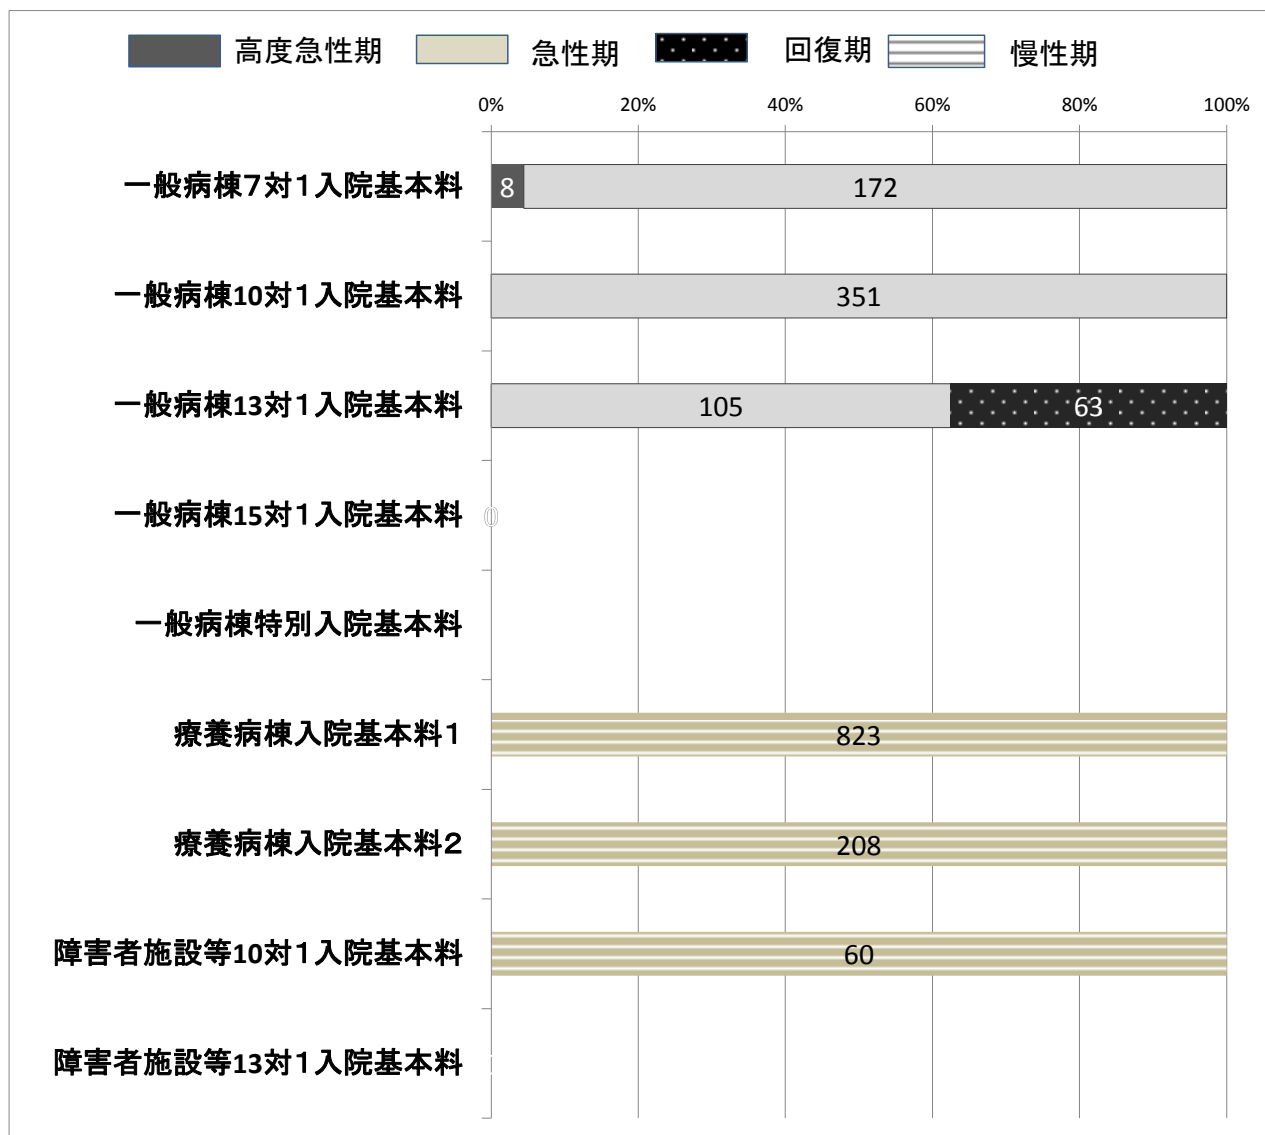 高度急性期 急性期 回復期 慢性期
0% 20% 40% 60% 80% 100%
一般病棟7対1入院基本料 8 172
一般病棟10対1入院基本料 351
一般病棟13対1入院基本料 105 63
一般病棟15対1入院基本料 0
一般病棟特別入院基本料
療養病棟入院基本料1 823
療養病棟入院基本料2 208
障害者施設等10対1入院基本料 60
障害者施設等13対1入院基本料